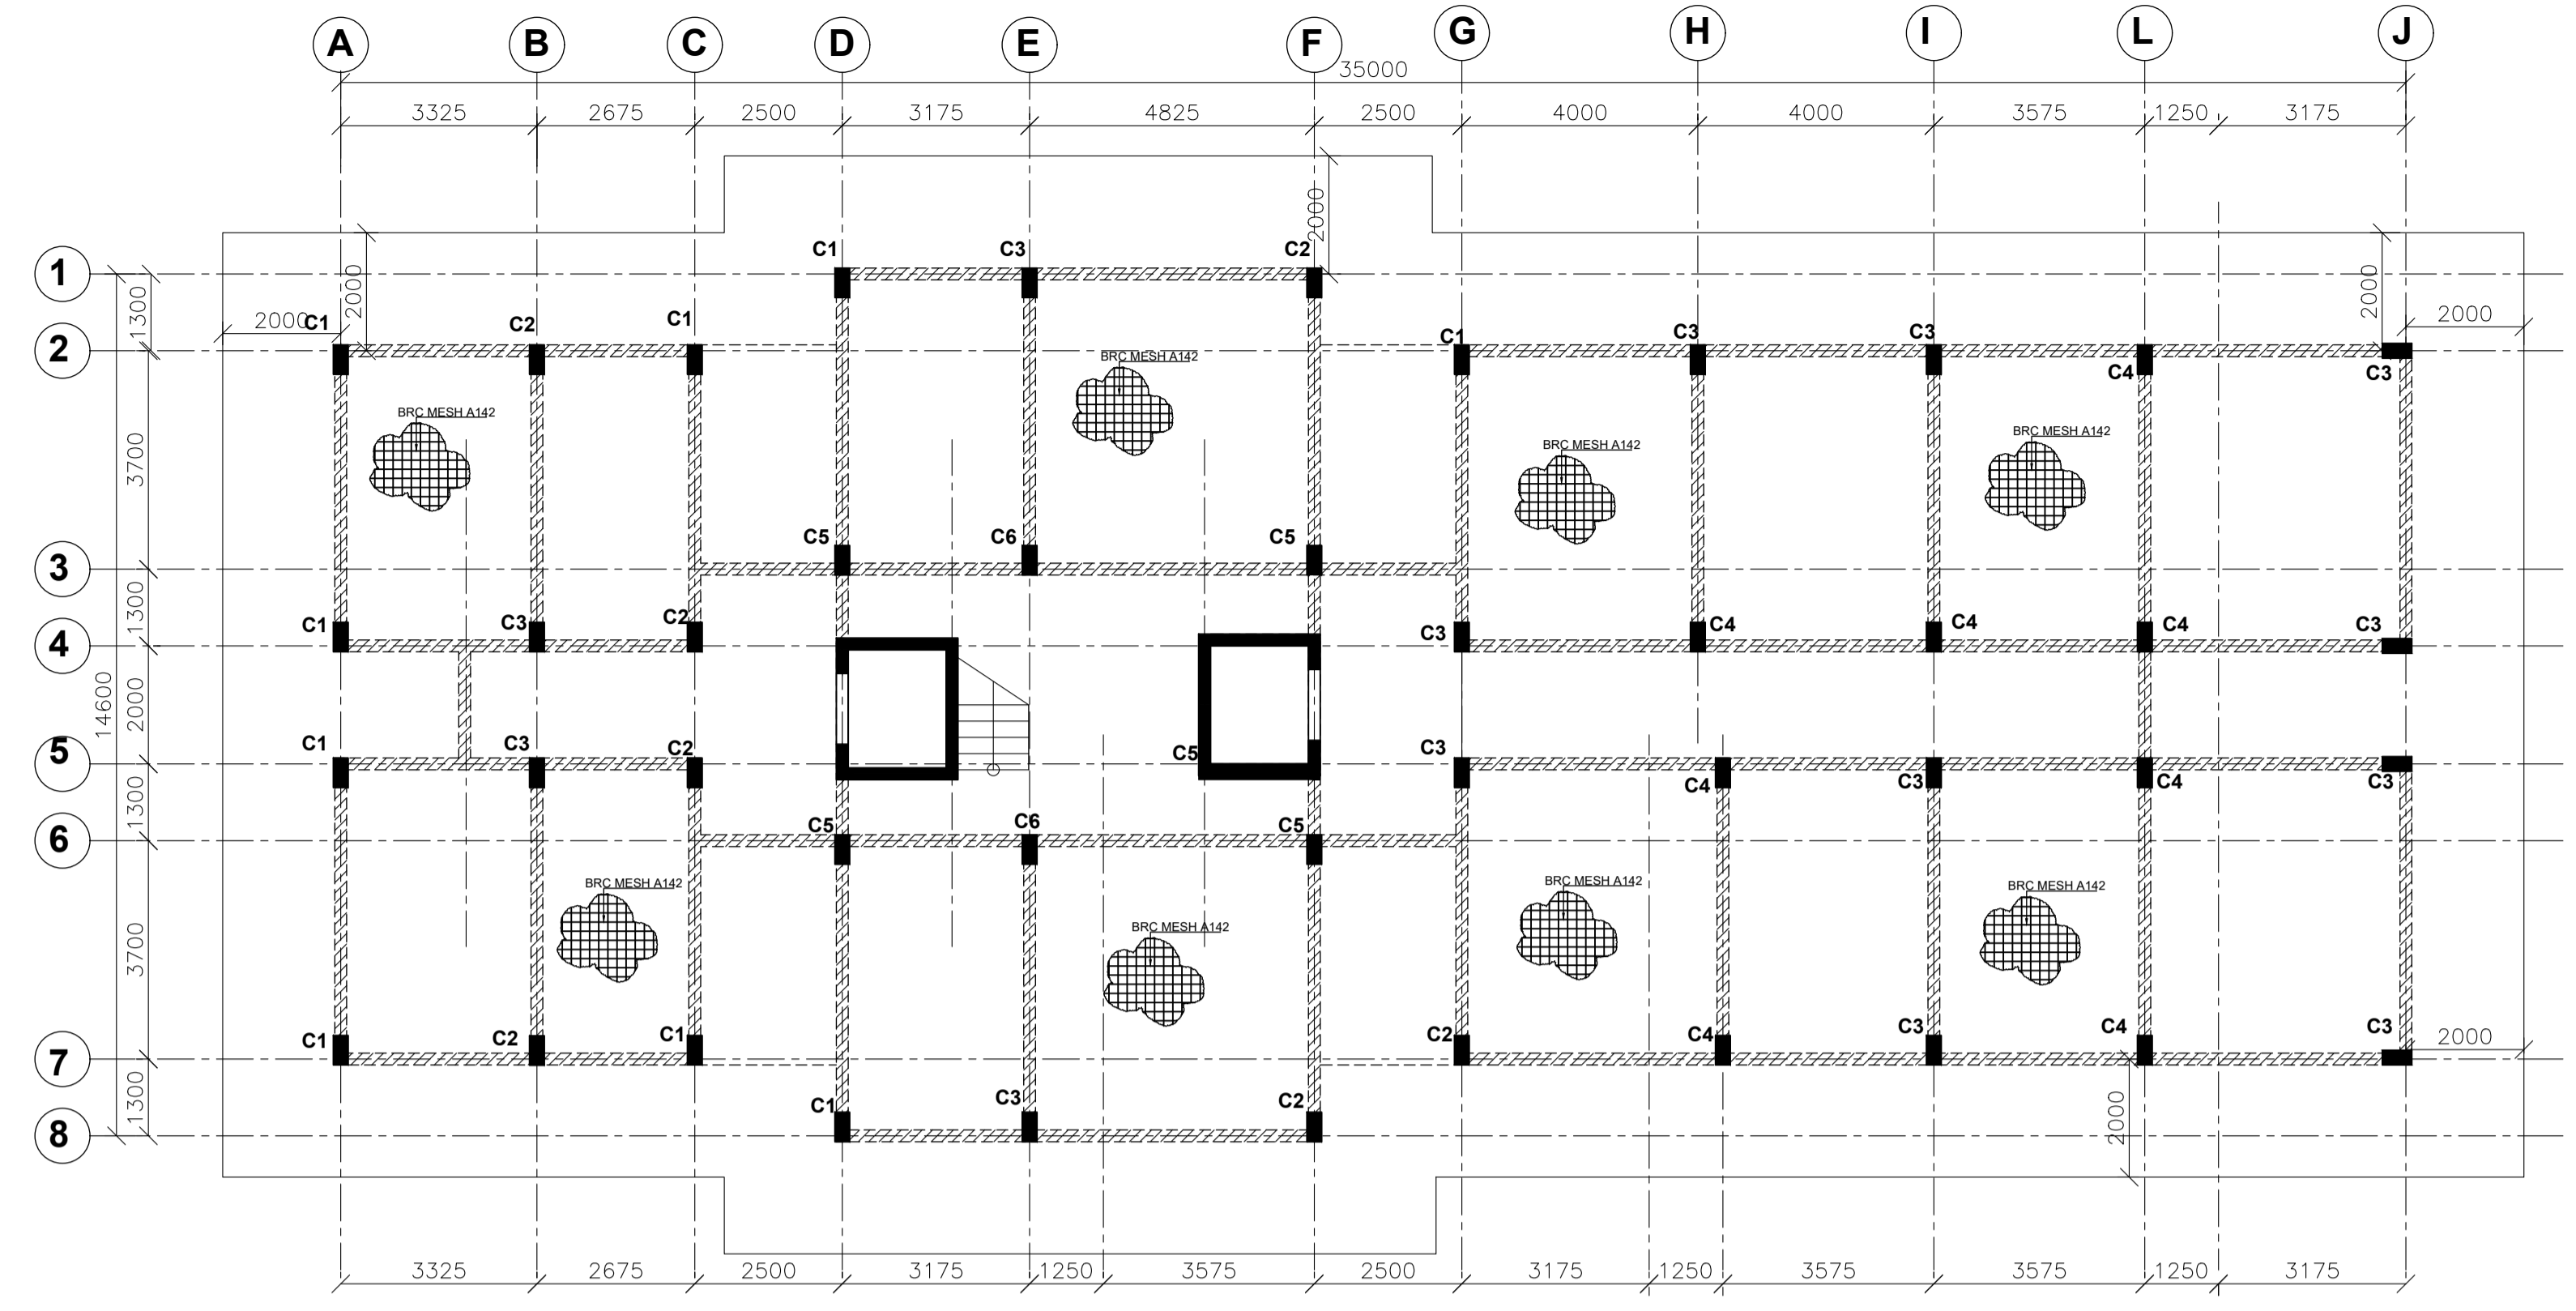 A B C D E F G H I L J
35000
3325 2675 2500 3175 4825 2500 4000 4000 3575 1250 3175
2000
C1 C3 C2
1
1300
2000 2000
2000 C1 C2 C1 C1 C3 C3 2000
2
C4 C3
BRC MESH A142
BRC MESH A142
BRC MESH A142
BRC MESH A142
3700
C5 C6 C5
3
1300
C1 C3 C2 C3 C4 C4 C4 C3
4
14600
2000
C1 C3 C2 C5 C3
5
C4 C3 C4 C3
1300
C5 C6 C5
6
BRC MESH A142
BRC MESH A142
BRC MESH A142
BRC MESH A142
3700
C1 C2 C1 C2 C4 C3 C4 C3 2000
7
1300
C1 C3 C2
2000
8
3325 2675 2500 3175 1250 3575 2500 3175 1250 3575 3575 1250 3175